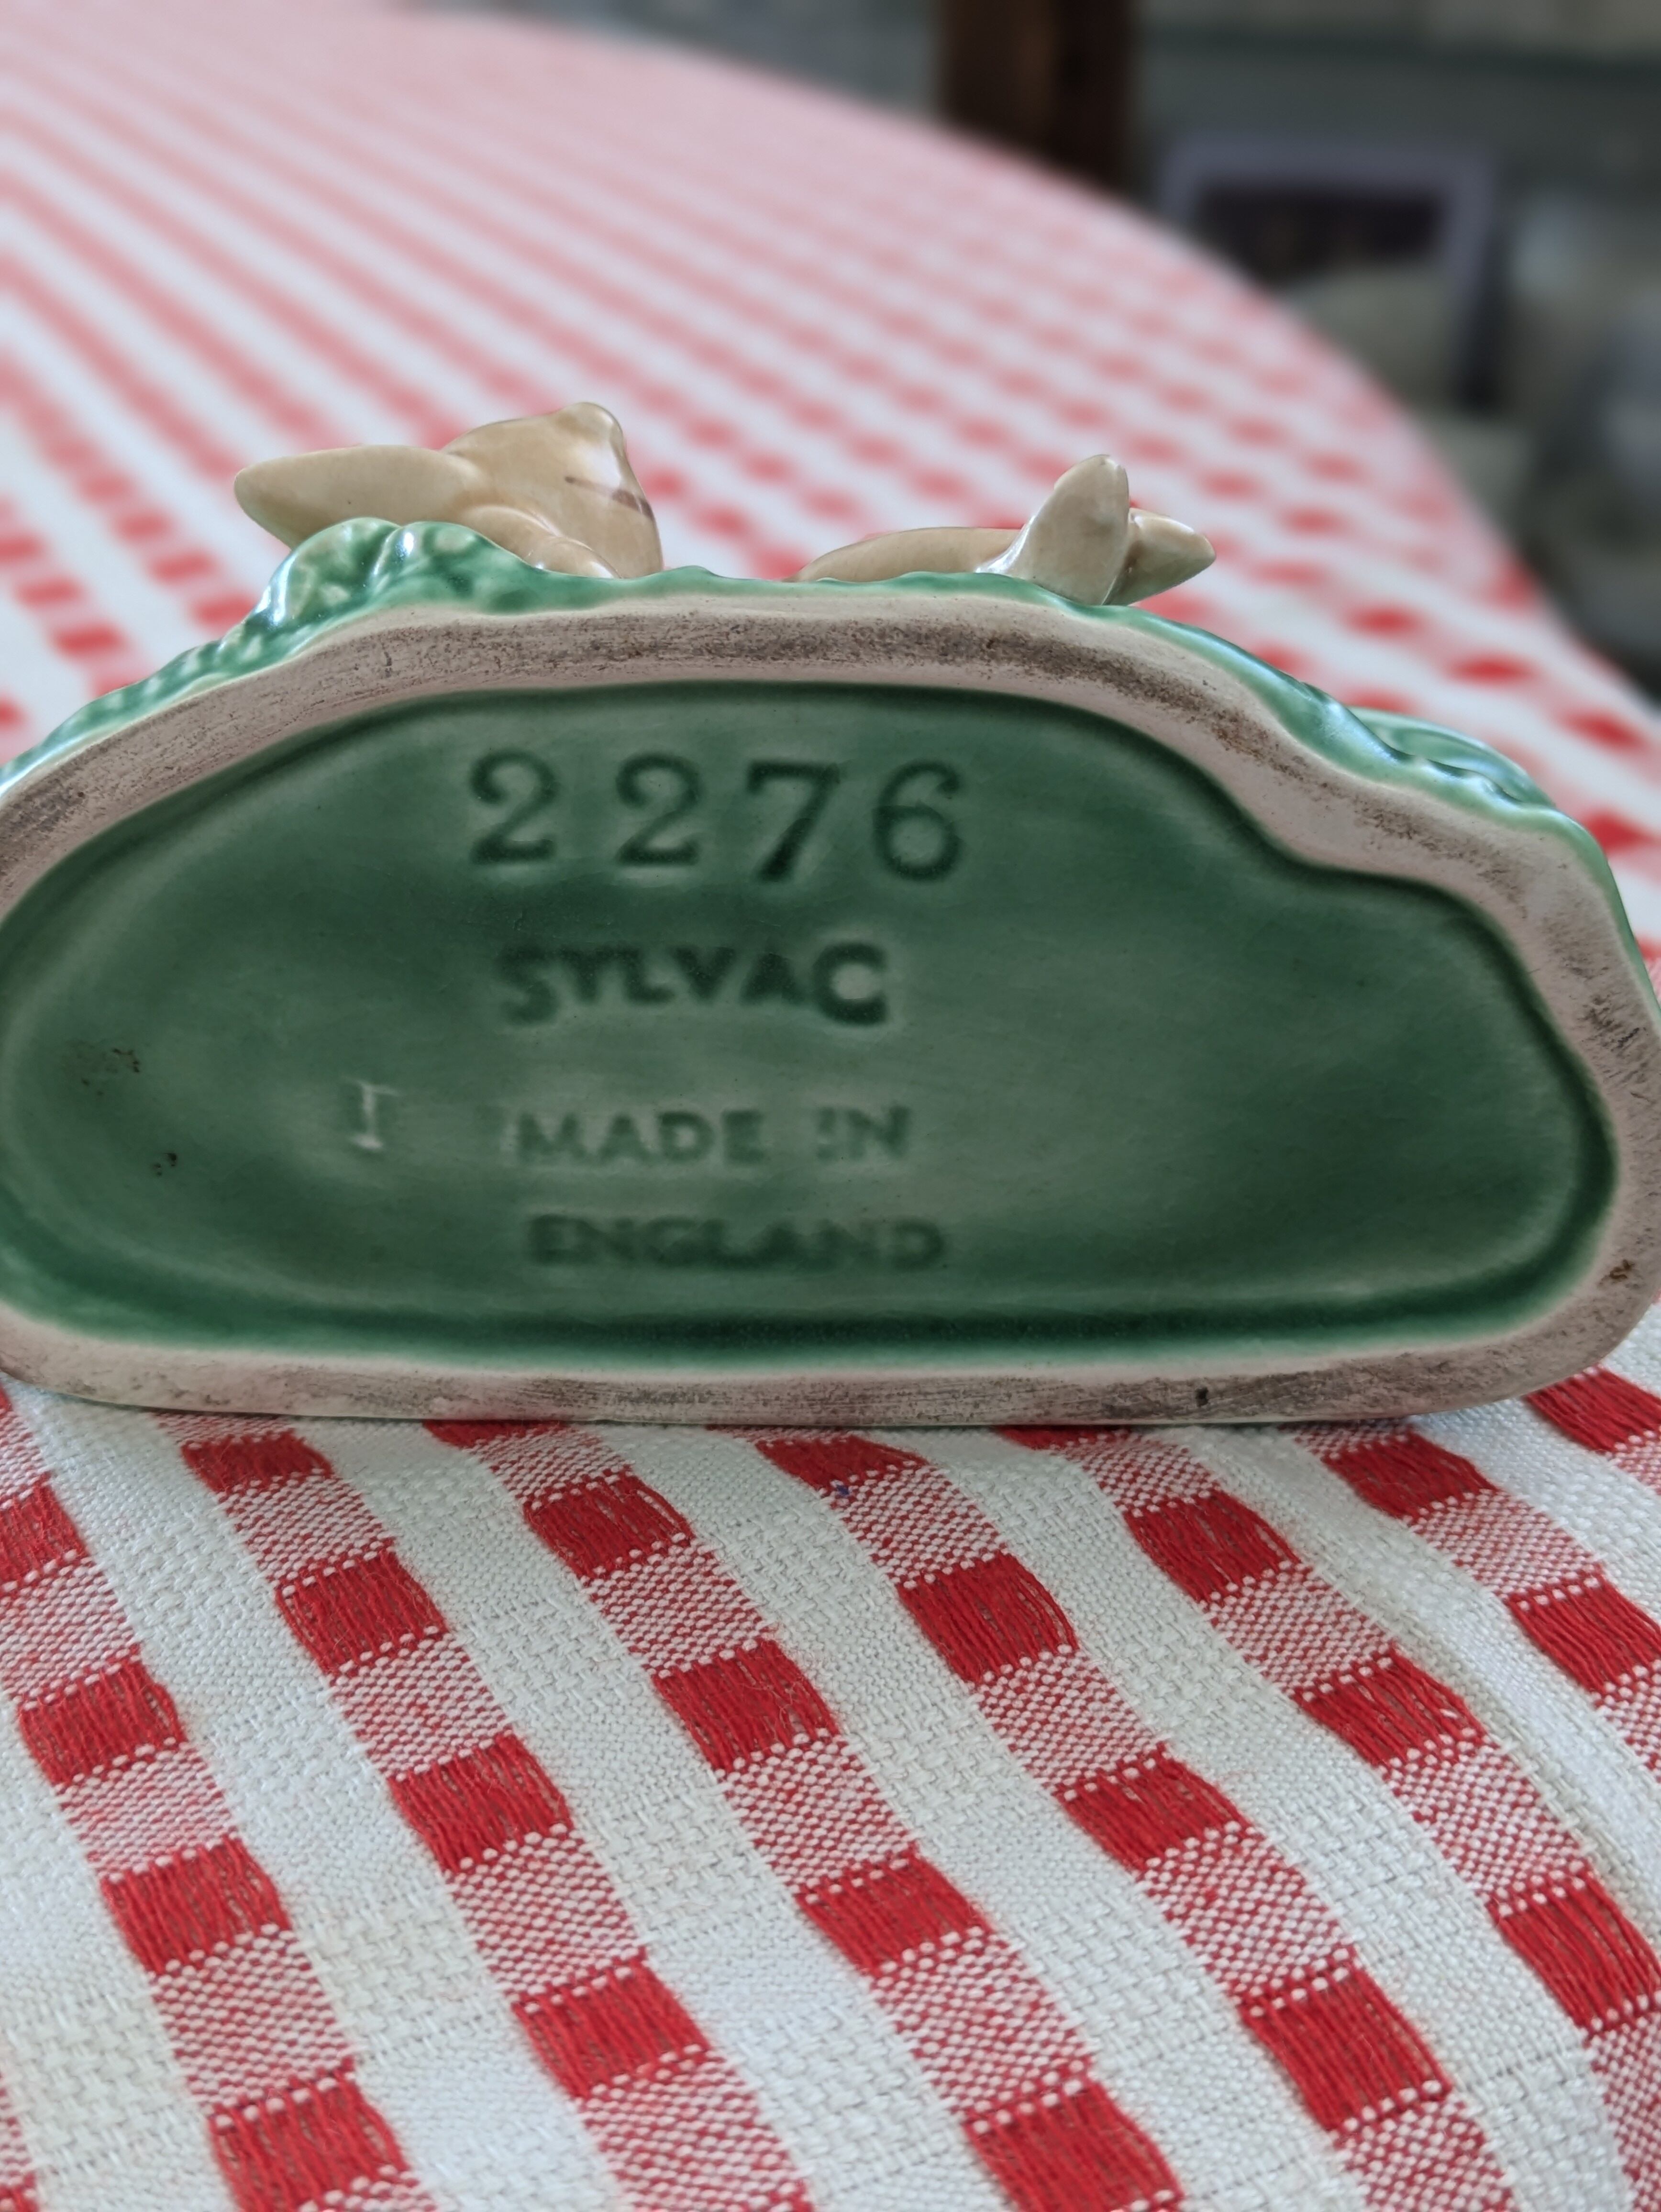 2276
SYLVAC
I MADE IN
ENGLAND